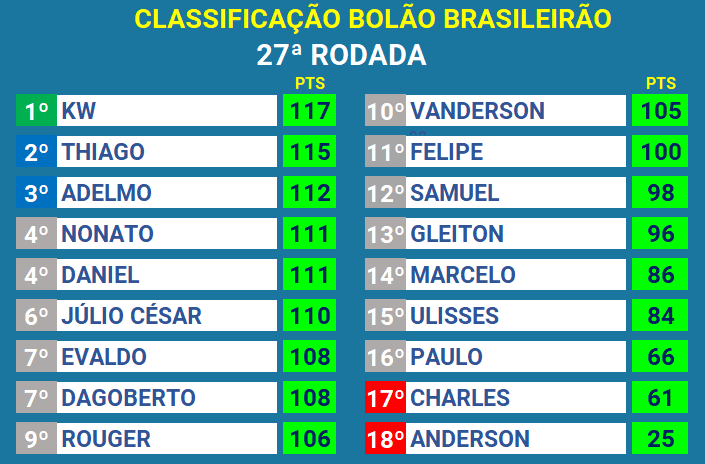 CLASSIFICAÇÃO BOLÃO BRASILEIRÃO
27ª RODADA
PTS
1º KW 117
2º THIAGO 115
3º ADELMO 112
4º NONATO 111
4º DANIEL 111
6º JÚLIO CÉSAR 110
7º EVALDO 108
7º DAGOBERTO 108
9º ROUGER 106
PTS
10º VANDERSON 105
11º FELIPE 100
12º SAMUEL 98
13º GLEITON 96
14º MARCELO 86
15º ULISSES 84
16º PAULO 66
17º CHARLES 61
18º ANDERSON 25